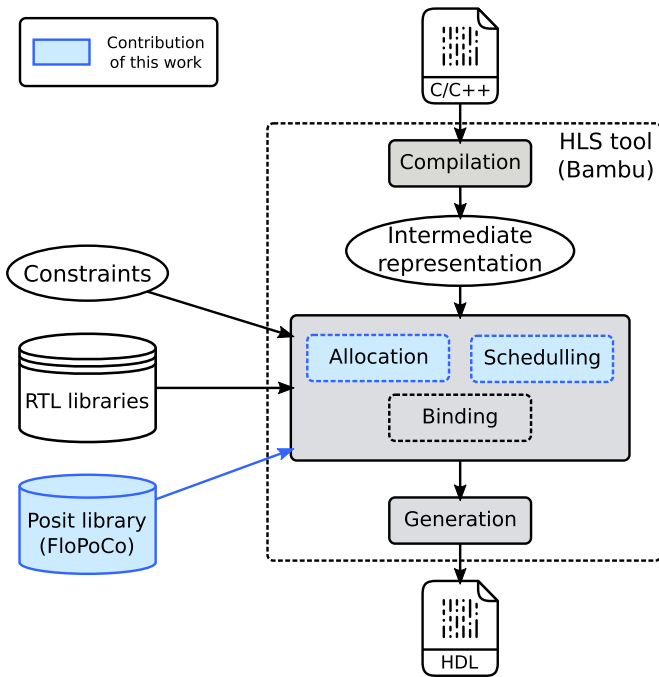 Contribution
of this work
C/C++
HLS tool
(Bambu)
Compilation
Intermediate
representation
Constraints
Allocation
Schedulling
RTL libraries
Binding
Posit library
(FloPoCo)
Generation
HDL